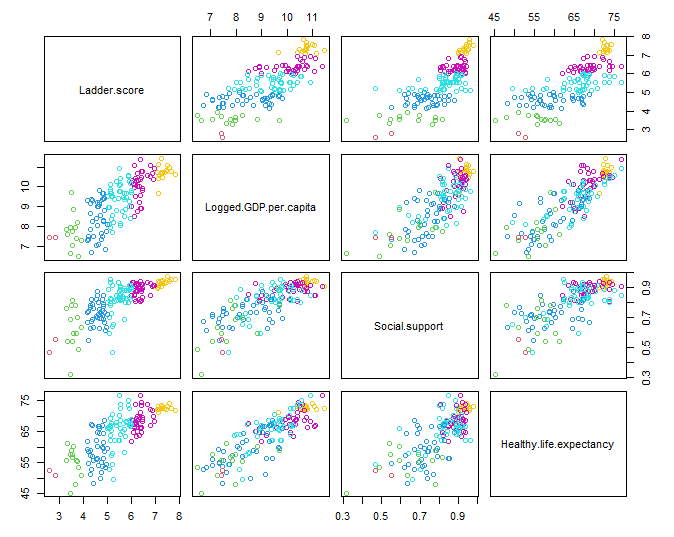 7 8 9 10 11
45 55 65 75
Ladder.score
3 4 5 6 7 8
7 8 9 10
Logged.GDP.per.capita
Social.support
0.3 0.5 0.7 0.9
45 55 65 75
Healthy.life.expectancy
3 4 5 6 7 8
0.3 0.5 0.7 0.9